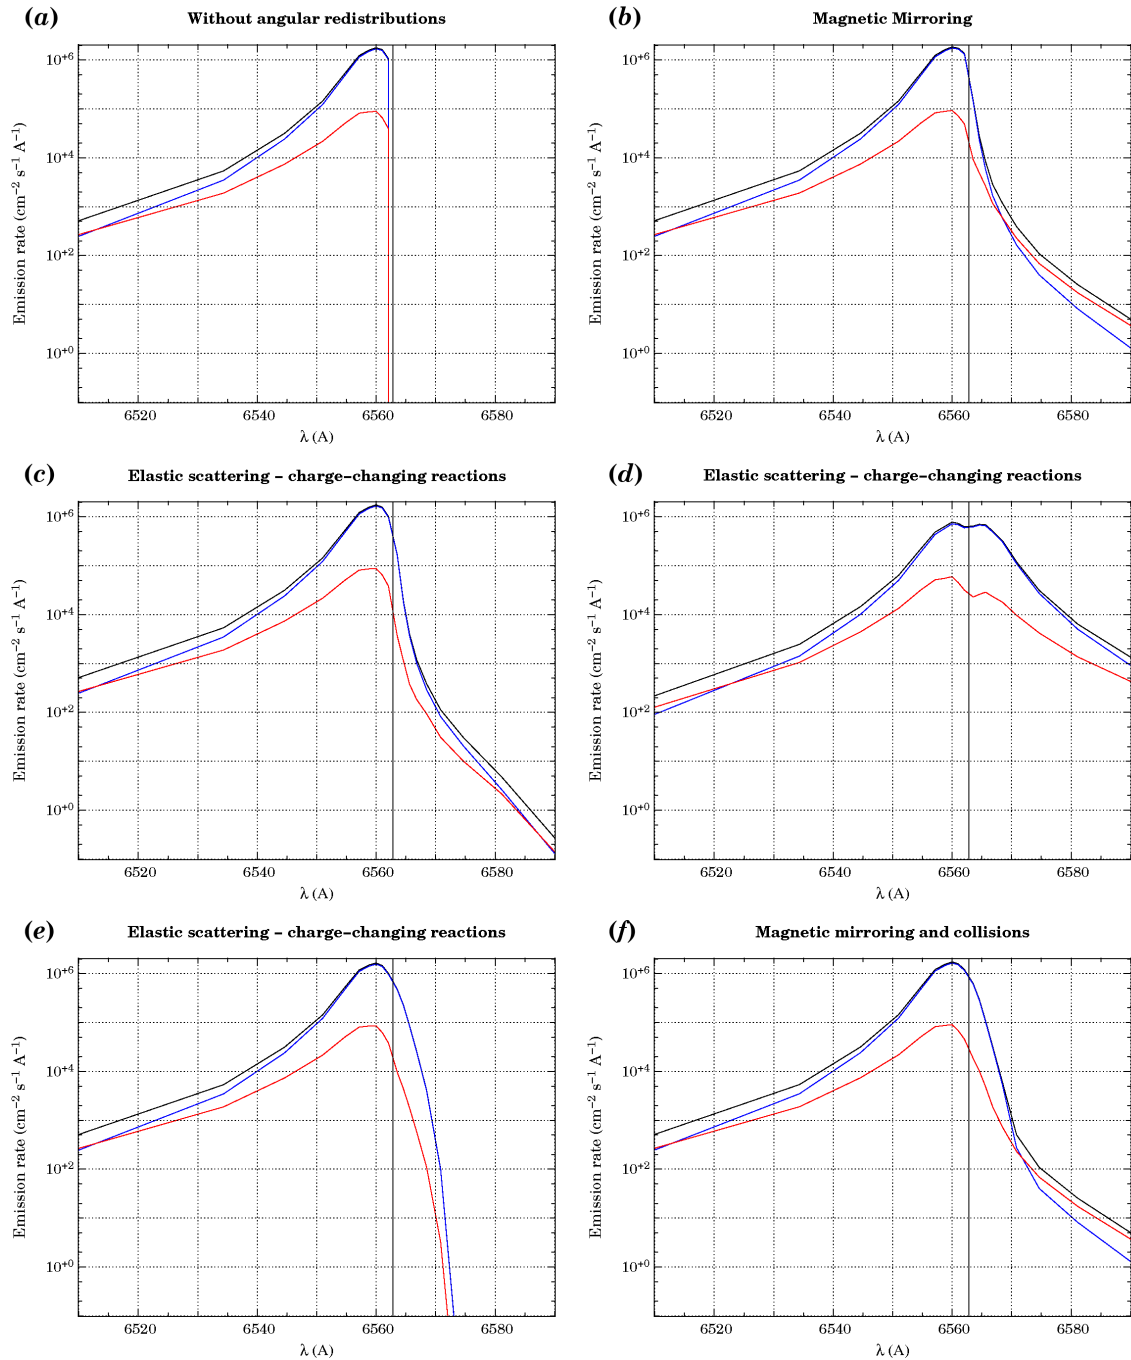 (a) Without angular redistributions
Emission rate (cm⁻² s⁻¹ A⁻¹)
10⁺⁶
10⁺⁴
10⁺²
10⁺⁰
6520 6540 6560 6580
λ (A)
(b) Magnetic Mirroring
Emission rate (cm⁻² s⁻¹ A⁻¹)
10⁺⁶
10⁺⁴
10⁺²
10⁺⁰
6520 6540 6560 6580
λ (A)
(c) Elastic scattering – charge–changing reactions
Emission rate (cm⁻² s⁻¹ A⁻¹)
10⁺⁶
10⁺⁴
10⁺²
10⁺⁰
6520 6540 6560 6580
λ (A)
(d) Elastic scattering – charge–changing reactions
Emission rate (cm⁻² s⁻¹ A⁻¹)
10⁺⁶
10⁺⁴
10⁺²
10⁺⁰
6520 6540 6560 6580
λ (A)
(e) Elastic scattering – charge–changing reactions
Emission rate (cm⁻² s⁻¹ A⁻¹)
10⁺⁶
10⁺⁴
10⁺²
10⁺⁰
6520 6540 6560 6580
λ (A)
(f) Magnetic mirroring and collisions
Emission rate (cm⁻² s⁻¹ A⁻¹)
10⁺⁶
10⁺⁴
10⁺²
10⁺⁰
6520 6540 6560 6580
λ (A)